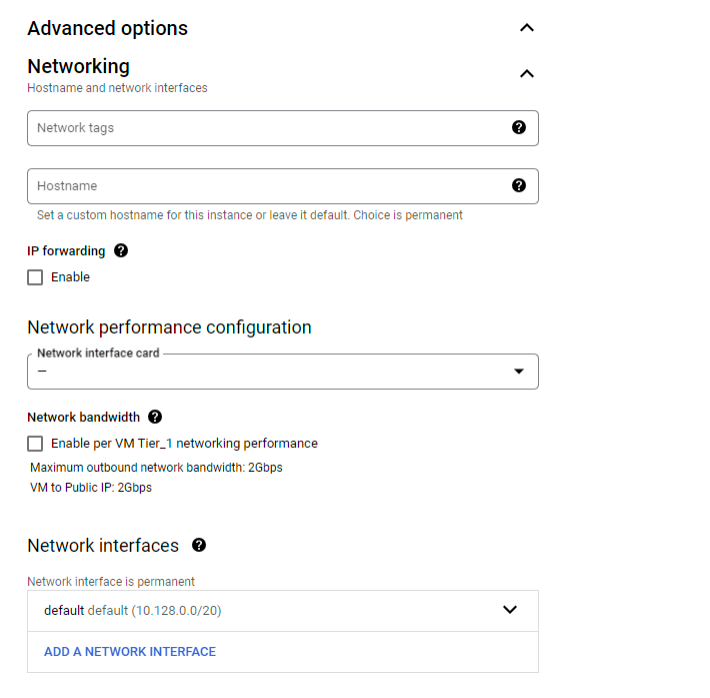 Advanced options
Networking
Hostname and network interfaces
Network tags
Hostname
Set a custom hostname for this instance or leave it default. Choice is permanent
IP forwarding
Enable
Network performance configuration
Network interface card
–
Network bandwidth
Enable per VM Tier_1 networking performance
Maximum outbound network bandwidth: 2Gbps
VM to Public IP: 2Gbps
Network interfaces
Network interface is permanent
default default (10.128.0.0/20)
ADD A NETWORK INTERFACE